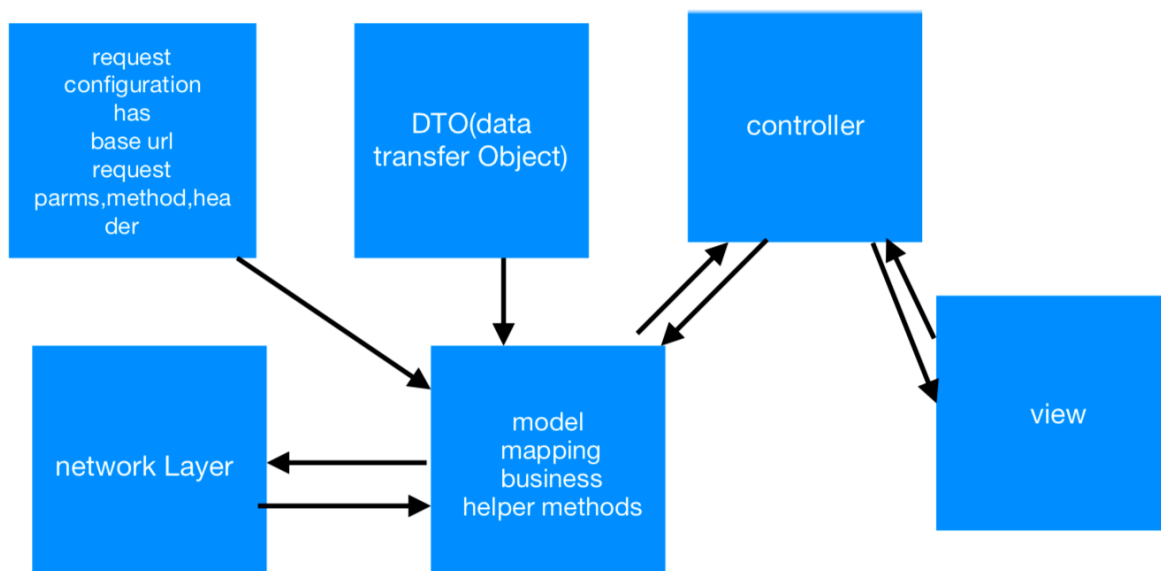 request
configuration
has
base url
request
parms,method,hea
der
DTO(data
transfer Object)
controller
network Layer
model
mapping
business
helper methods
view